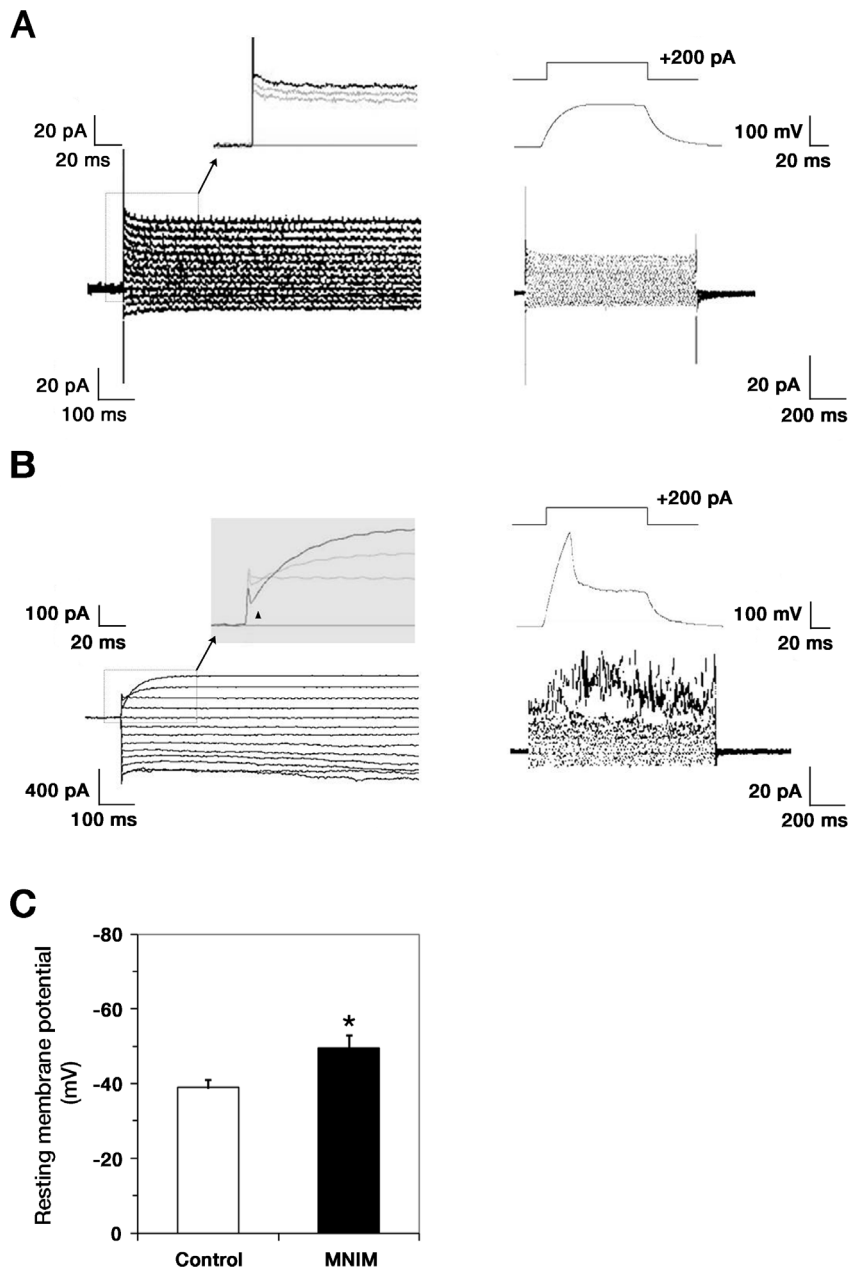 A
+200 pA
20 pA
20 ms
100 mV
20 ms
20 pA
100 ms
20 pA
200 ms
B
+200 pA
100 pA
20 ms
100 mV
20 ms
400 pA
100 ms
20 pA
200 ms
C
Resting membrane potential
(mV)
-80
-60
*
-40
-20
0
Control
MNIM